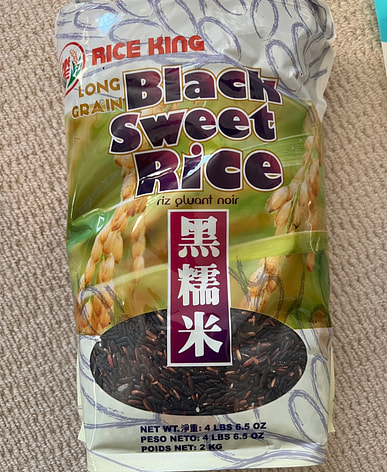 RICE KING
LONG
GRAIN
Black
Sweet
Rice
riz gluant noir
黑
糯
米
NET WT.淨重: 4 LBS 6.5 OZ
PESO NETO: 4 LBS 6.5 OZ
POIDS NET: 2 KG